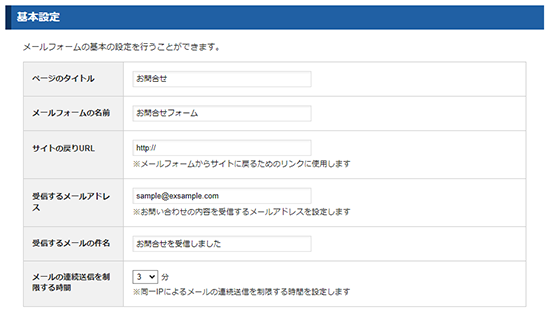 基本設定
メールフォームの基本の設定を行うことができます。
ページのタイトル
お問合せ
メールフォームの名前
お問合せフォーム
サイトの戻りURL
http://
※メールフォームからサイトに戻るためのリンクに使用します
受信するメールアドレ
ス
sample@exsample.com
※お問い合わせの内容を受信するメールアドレスを設定します
受信するメールの件名
お問合せを受信しました
メールの連続送信を制
限する時間
3 分
※同一IPによるメールの連続送信を制限する時間を設定します